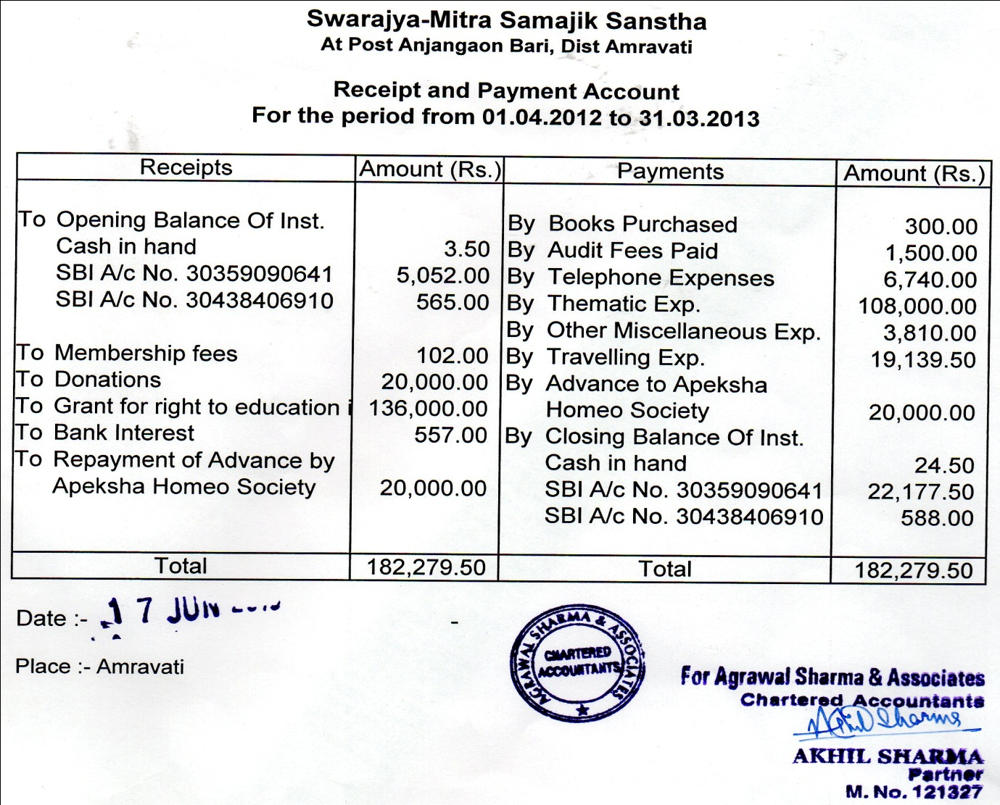 Swarajya-Mitra Samajik Sanstha
At Post Anjangaon Bari, Dist Amravati
Receipt and Payment Account
For the period from 01.04.2012 to 31.03.2013
Receipts Amount (Rs.) Payments Amount (Rs.)
To Opening Balance Of Inst. By Books Purchased 300.00
Cash in hand 3.50 By Audit Fees Paid 1,500.00
SBI A/c No. 30359090641 5,052.00 By Telephone Expenses 6,740.00
SBI A/c No. 30438406910 565.00 By Thematic Exp. 108,000.00
By Other Miscellaneous Exp. 3,810.00
To Membership fees 102.00 By Travelling Exp. 19,139.50
To Donations 20,000.00 By Advance to Apeksha
To Grant for right to education i 136,000.00 Homeo Society 20,000.00
To Bank Interest 557.00 By Closing Balance Of Inst.
To Repayment of Advance by Cash in hand 24.50
Apeksha Homeo Society 20,000.00 SBI A/c No. 30359090641 22,177.50
SBI A/c No. 30438406910 588.00
Total 182,279.50 Total 182,279.50
Date :- 17 JUN
Place :- Amravati
AGRAWAL SHARMA & ASSOCIATES
CHARTERED
ACCOUNTANTS
For Agrawal Sharma & Associates
Chartered Accountants
Akhil Sharma
AKHIL SHARMA
Partner
M. No. 121327